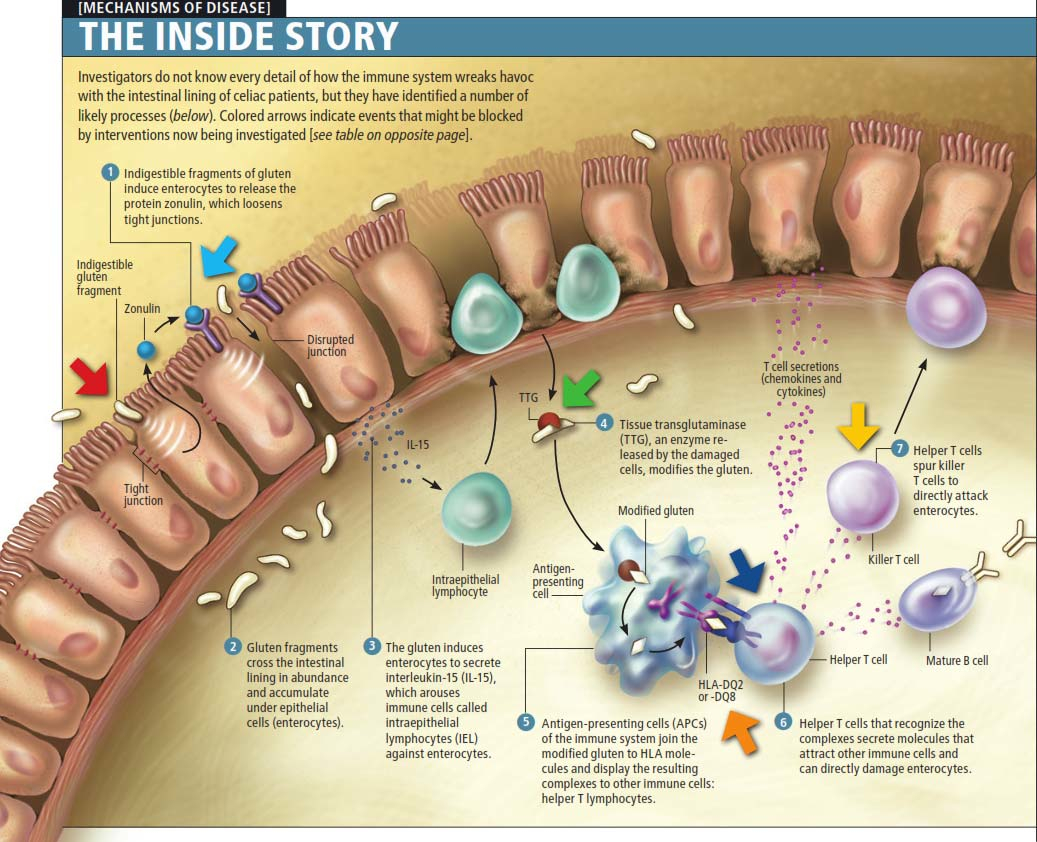 [MECHANISMS OF DISEASE]
THE INSIDE STORY
Investigators do not know every detail of how the immune system wreaks havoc
with the intestinal lining of celiac patients, but they have identified a number of
likely processes (below). Colored arrows indicate events that might be blocked
by interventions now being investigated [see table on opposite page].
1 Indigestible fragments of gluten
induce enterocytes to release the
protein zonulin, which loosens
tight junctions.
Indigestible
gluten
fragment
Zonulin
Disrupted
junction
Tight
junction
IL-15
Intraepithelial
lymphocyte
TTG
4 Tissue transglutaminase
(TTG), an enzyme re-
leased by the damaged
cells, modifies the gluten.
T cell secretions
(chemokines and
cytokines)
7 Helper T cells
spur killer
T cells to
directly attack
enterocytes.
Killer T cell
Modified gluten
Antigen-
presenting
cell
HLA-DQ2
or -DQ8
Helper T cell
Mature B cell
2 Gluten fragments
cross the intestinal
lining in abundance
and accumulate
under epithelial
cells (enterocytes).
3 The gluten induces
enterocytes to secrete
interleukin-15 (IL-15),
which arouses
immune cells called
intraepithelial
lymphocytes (IEL)
against enterocytes.
5 Antigen-presenting cells (APCs)
of the immune system join the
modified gluten to HLA mole-
cules and display the resulting
complexes to other immune cells:
helper T lymphocytes.
6 Helper T cells that recognize the
complexes secrete molecules that
attract other immune cells and
can directly damage enterocytes.